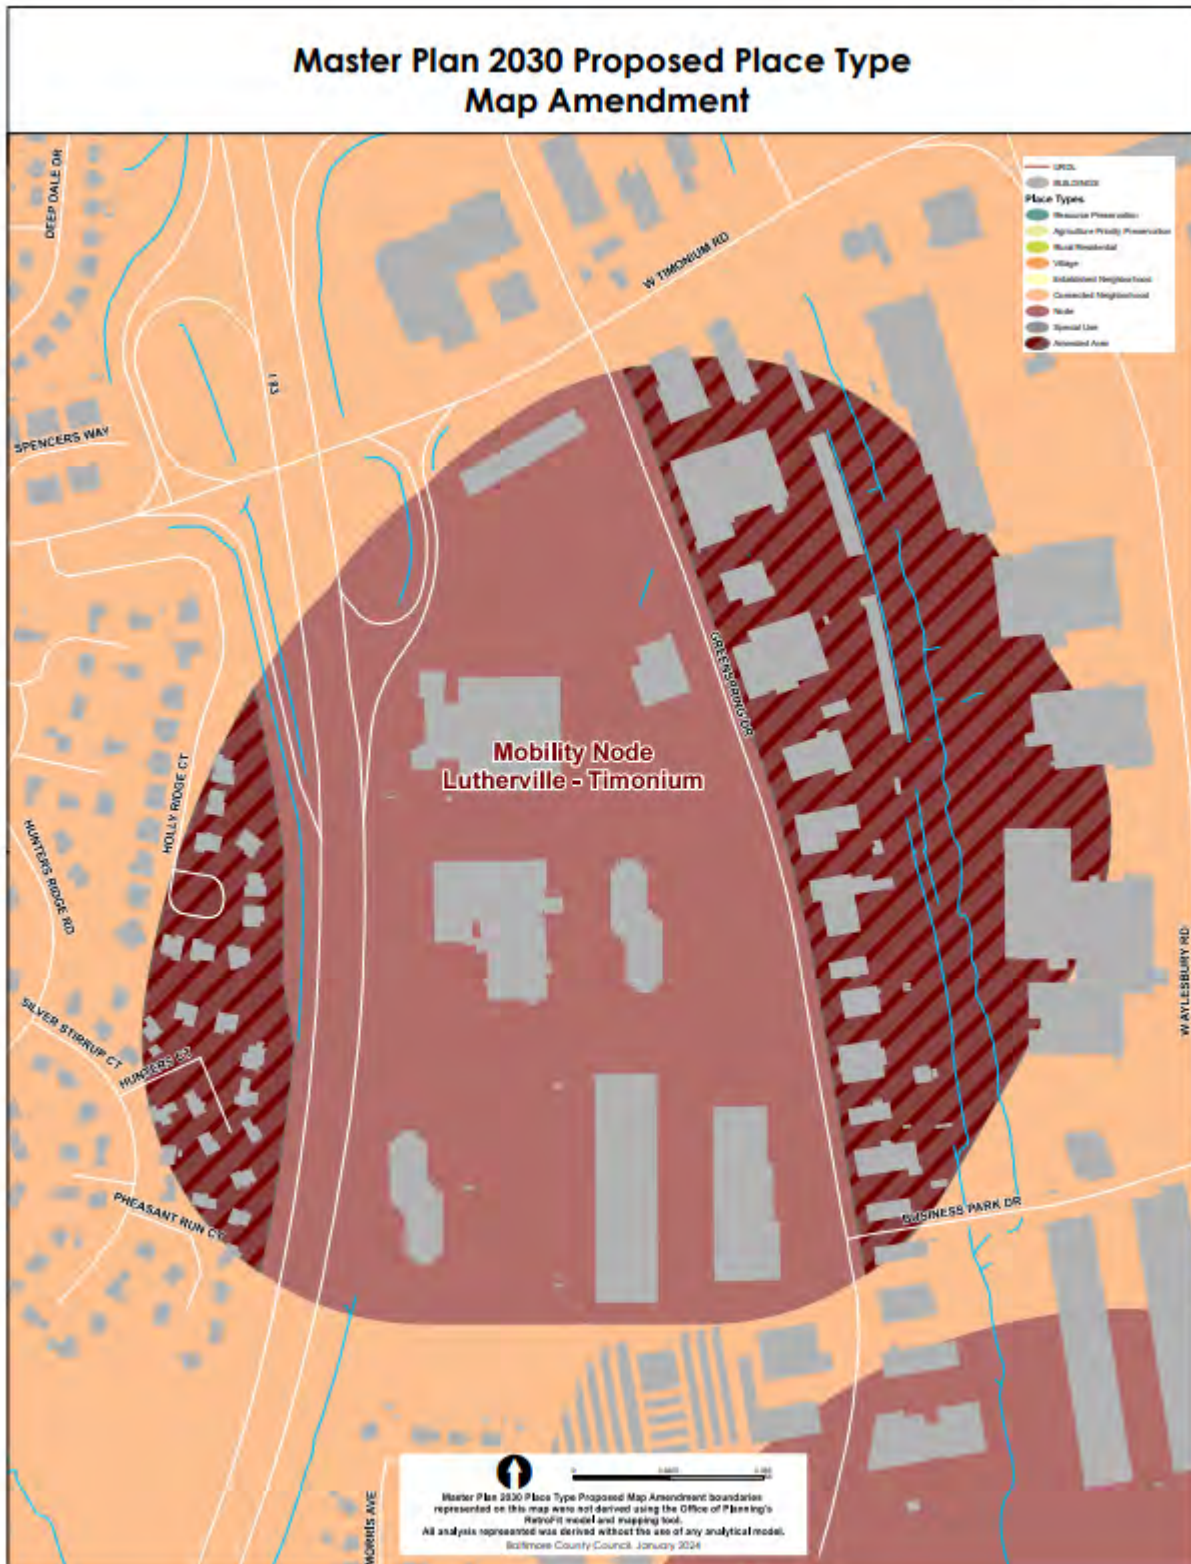 Master Plan 2030 Proposed Place Type
Map Amendment
URDL
BUILDINGS
Place Types
Resource Preservation
Agriculture Priority Preservation
Rural Residential
Village
Established Neighborhood
Connected Neighborhood
Node
Special Use
Amended Area
DEEP DALE DR
W TIMONIUM RD
I 83
SPENCERS WAY
GREENSPRING DR
Mobility Node
Lutherville - Timonium
HOLLY RIDGE CT
HUNTERS RIDGE RD
W AYLESBURY RD
SILVER STIRRUP CT
HUNTERS CT
PHEASANT RUN CT
BUSINESS PARK DR
MORRIS AVE
0
Master Plan 2030 Place Type Proposed Map Amendment boundaries
represented on this map were not derived using the Office of Planning's
RetroFit model and mapping tool.
All analysis represented was derived without the use of any analytical model.
Baltimore County Council, January 2024